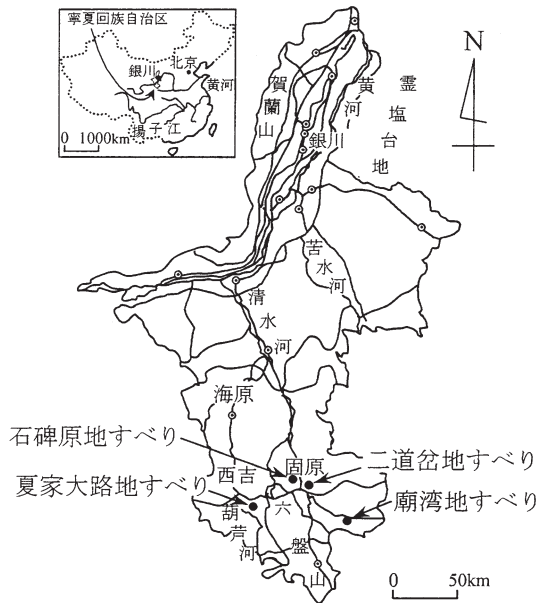 寧夏回族自治区
銀川
北京
黄河
揚子江
0 1000km
N
賀蘭山
黄河
霊塩台地
銀川
苦水河
清水河
海原
石碑原地すべり
固原
二道岔地すべり
西吉
夏家大路地すべり
六盤山
廟湾地すべり
胡芦河
0 50km